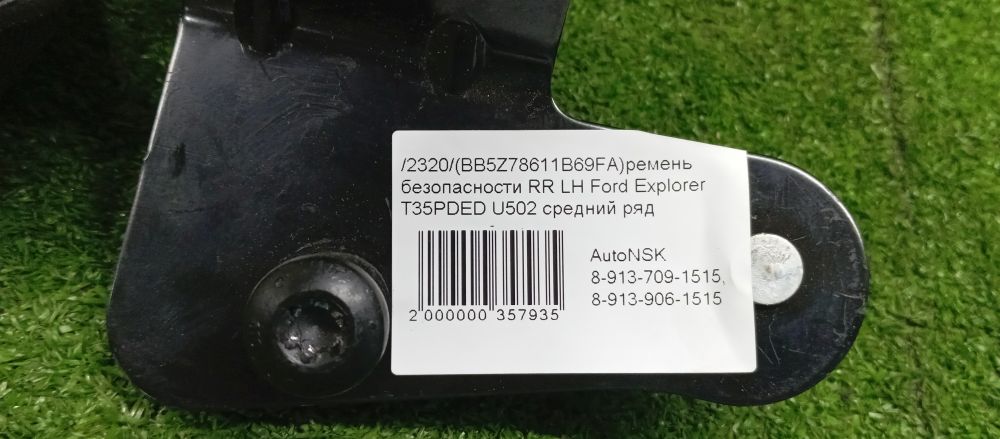 /2320/(BB5Z78611B69FA)ремень
безопасности RR LH Ford Explorer
T35PDED U502 средний ряд
AutoNSK
8-913-709-1515,
8-913-906-1515
2 000000 357935